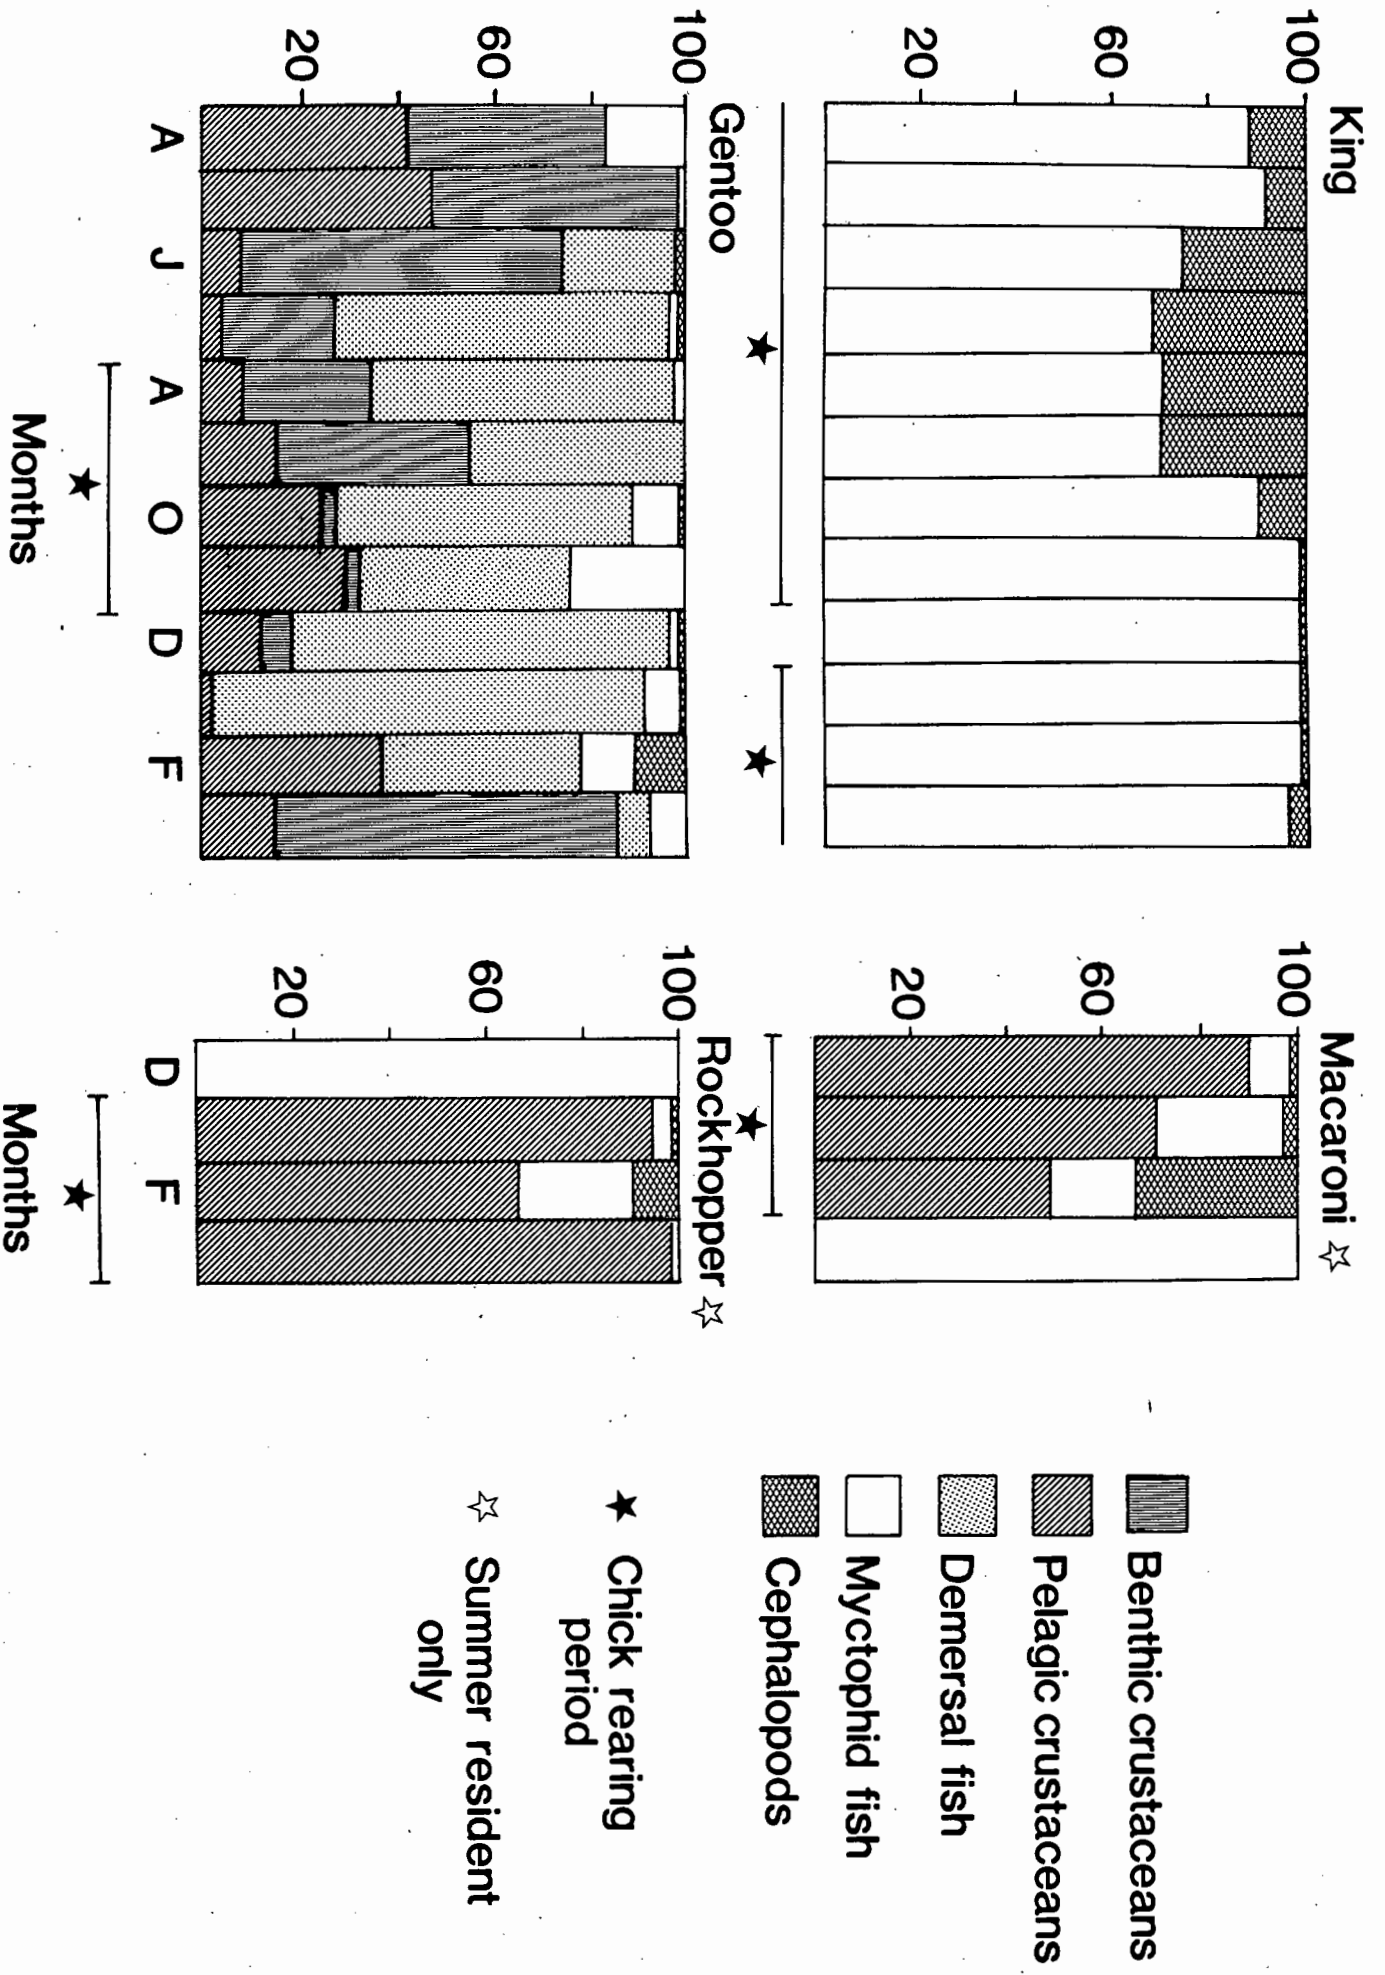 King
100
60
20
Gentoo
100
60
20
A J A O D F
Months
Macaroni ☆
100
60
20
Rockhopper ☆
100
60
20
D F
Months
Benthic crustaceans
Pelagic crustaceans
Demersal fish
Myctophid fish
Cephalopods
★ Chick rearing
period
☆ Summer resident
only